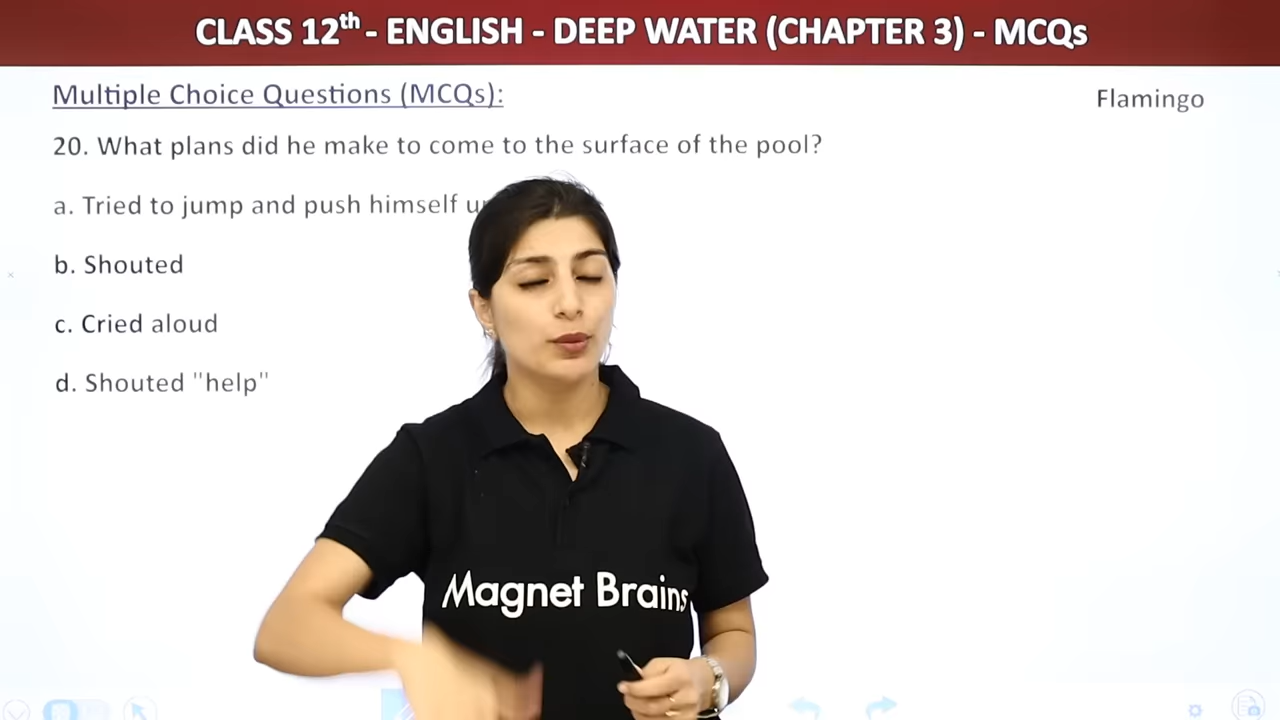 CLASS 12th - ENGLISH - DEEP WATER (CHAPTER 3) - MCQs
Multiple Choice Questions (MCQs):
Flamingo
20. What plans did he make to come to the surface of the pool?
a. Tried to jump and push himself
b. Shouted
c. Cried aloud
d. Shouted "help"
Magnet Brains